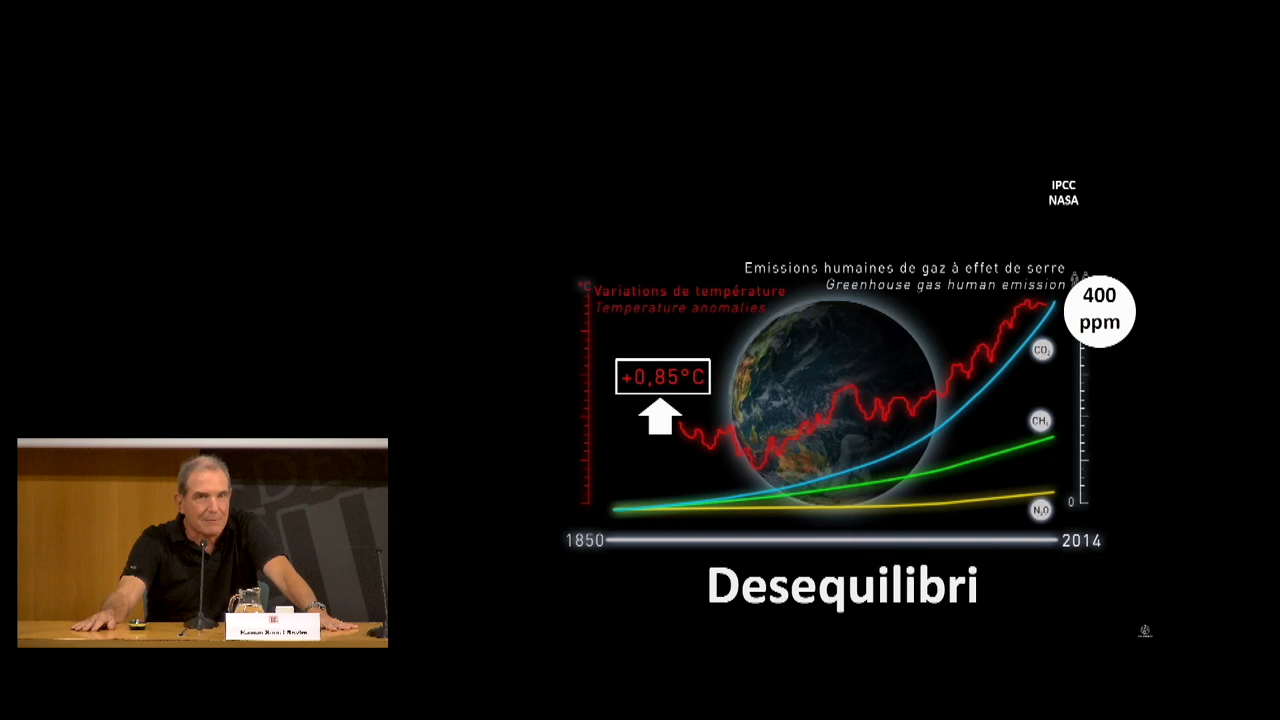 IPCC
NASA
Emissions humaines de gaz à effet de serre
Greenhouse gas human emission
°C
Variations de température
Temperature anomalies
400
ppm
+0,85°C
CO₂
CH₄
0
N₂O
1850
2014
Desequilibri